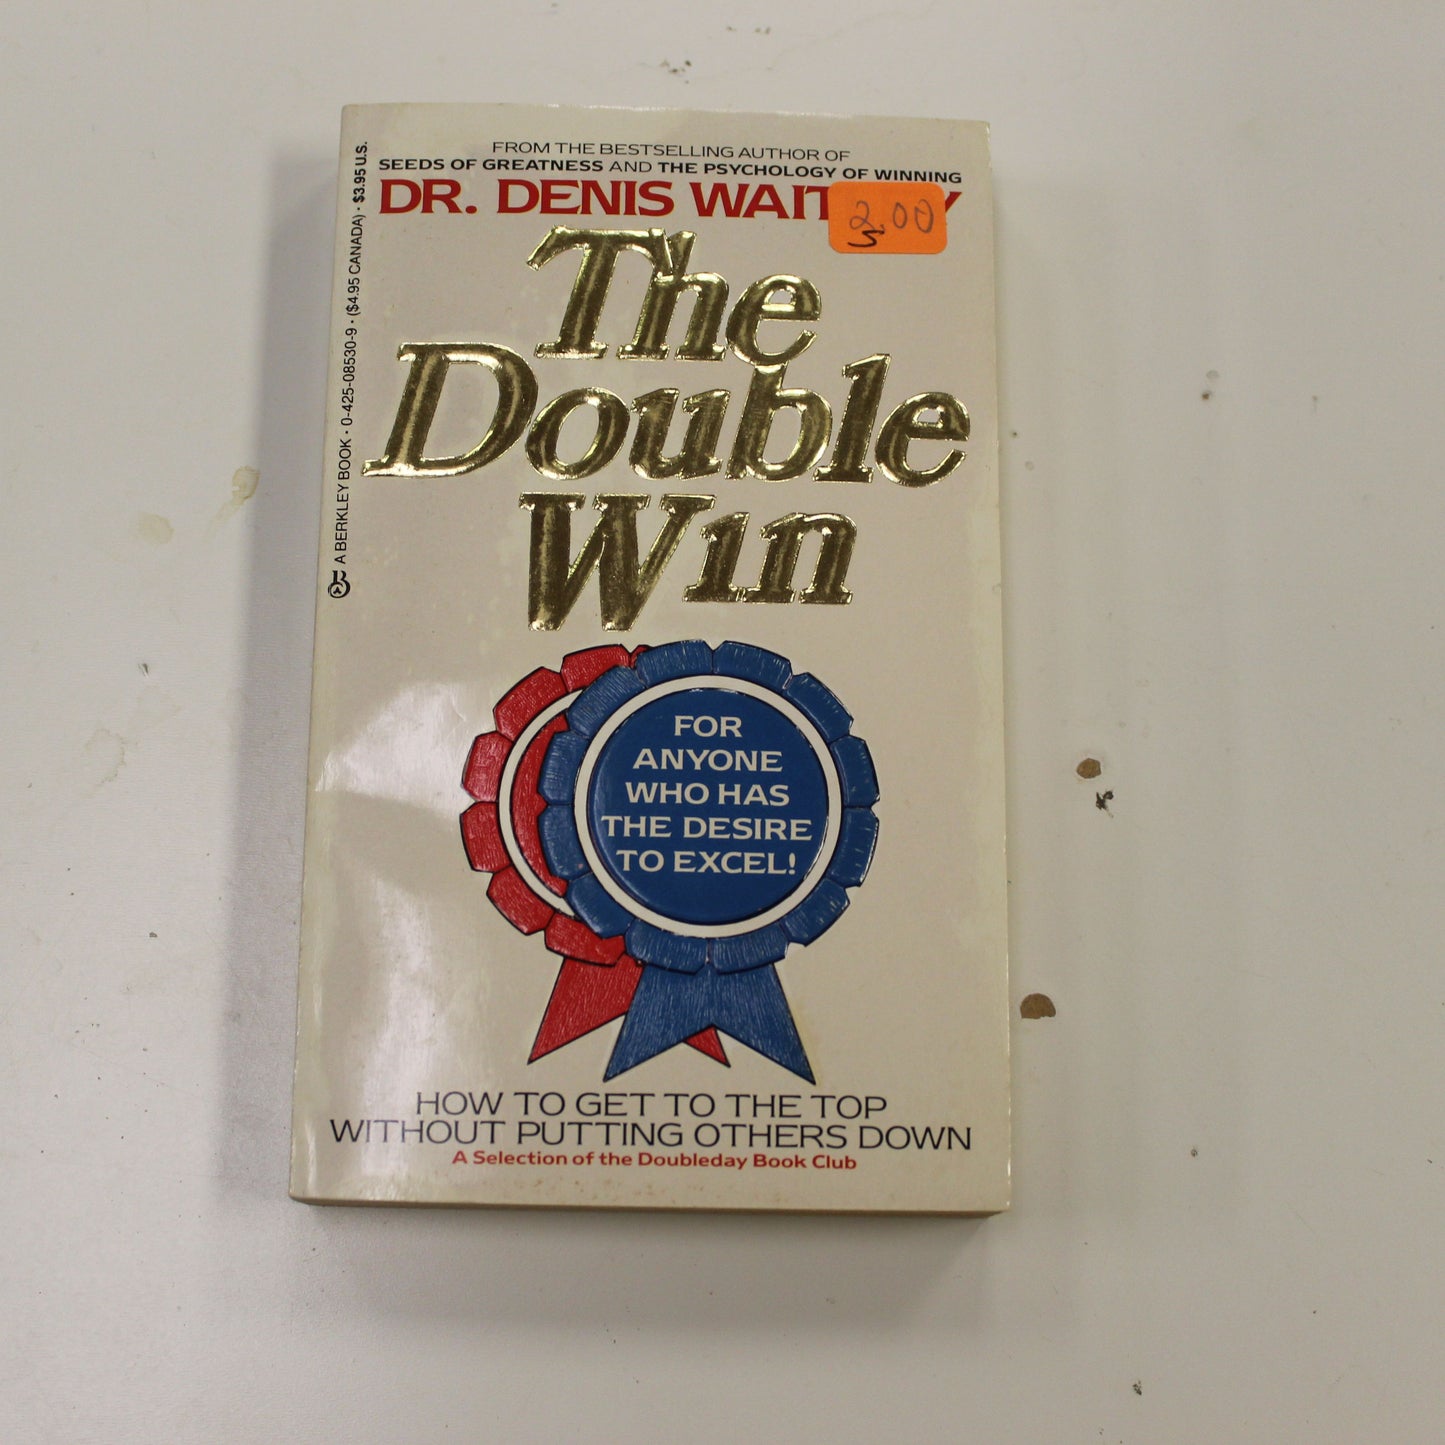 FROM THE BESTSELLING AUTHOR OF
SEEDS OF GREATNESS AND THE PSYCHOLOGY OF WINNING
DR. DENIS WAIT Y
2.00
The
Double
Win
FOR
ANYONE
WHO HAS
THE DESIRE
TO EXCEL!
HOW TO GET TO THE TOP
WITHOUT PUTTING OTHERS DOWN
A Selection of the Doubleday Book Club
A BERKLEY BOOK • 0-425-08530-9 • ($4.95 CANADA) • $3.95 U.S.